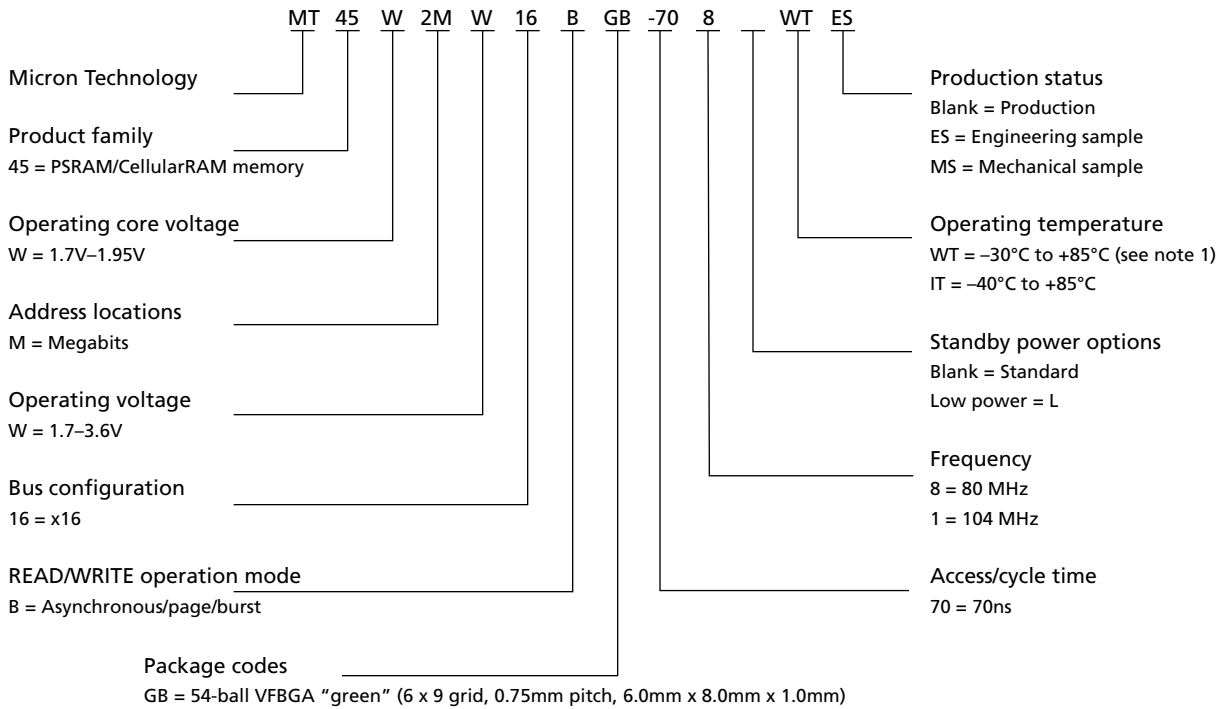 MT 45 W 2M W 16 B GB -70 8 WT ES
Micron Technology
Product family
45 = PSRAM/CellularRAM memory
Operating core voltage
W = 1.7V–1.95V
Address locations
M = Megabits
Operating voltage
W = 1.7–3.6V
Bus configuration
16 = x16
READ/WRITE operation mode
B = Asynchronous/page/burst
Package codes
GB = 54-ball VFBGA “green” (6 x 9 grid, 0.75mm pitch, 6.0mm x 8.0mm x 1.0mm)
Production status
Blank = Production
ES = Engineering sample
MS = Mechanical sample
Operating temperature
WT = –30°C to +85°C (see note 1)
IT = –40°C to +85°C
Standby power options
Blank = Standard
Low power = L
Frequency
8 = 80 MHz
1 = 104 MHz
Access/cycle time
70 = 70ns